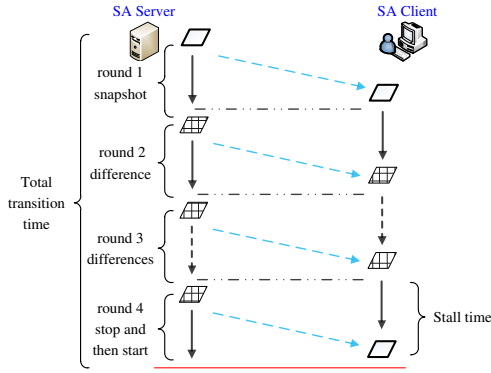 SA Server
SA Client
round 1
snapshot
round 2
difference
Total
transition
time
round 3
differences
round 4
stop and
then start
Stall time